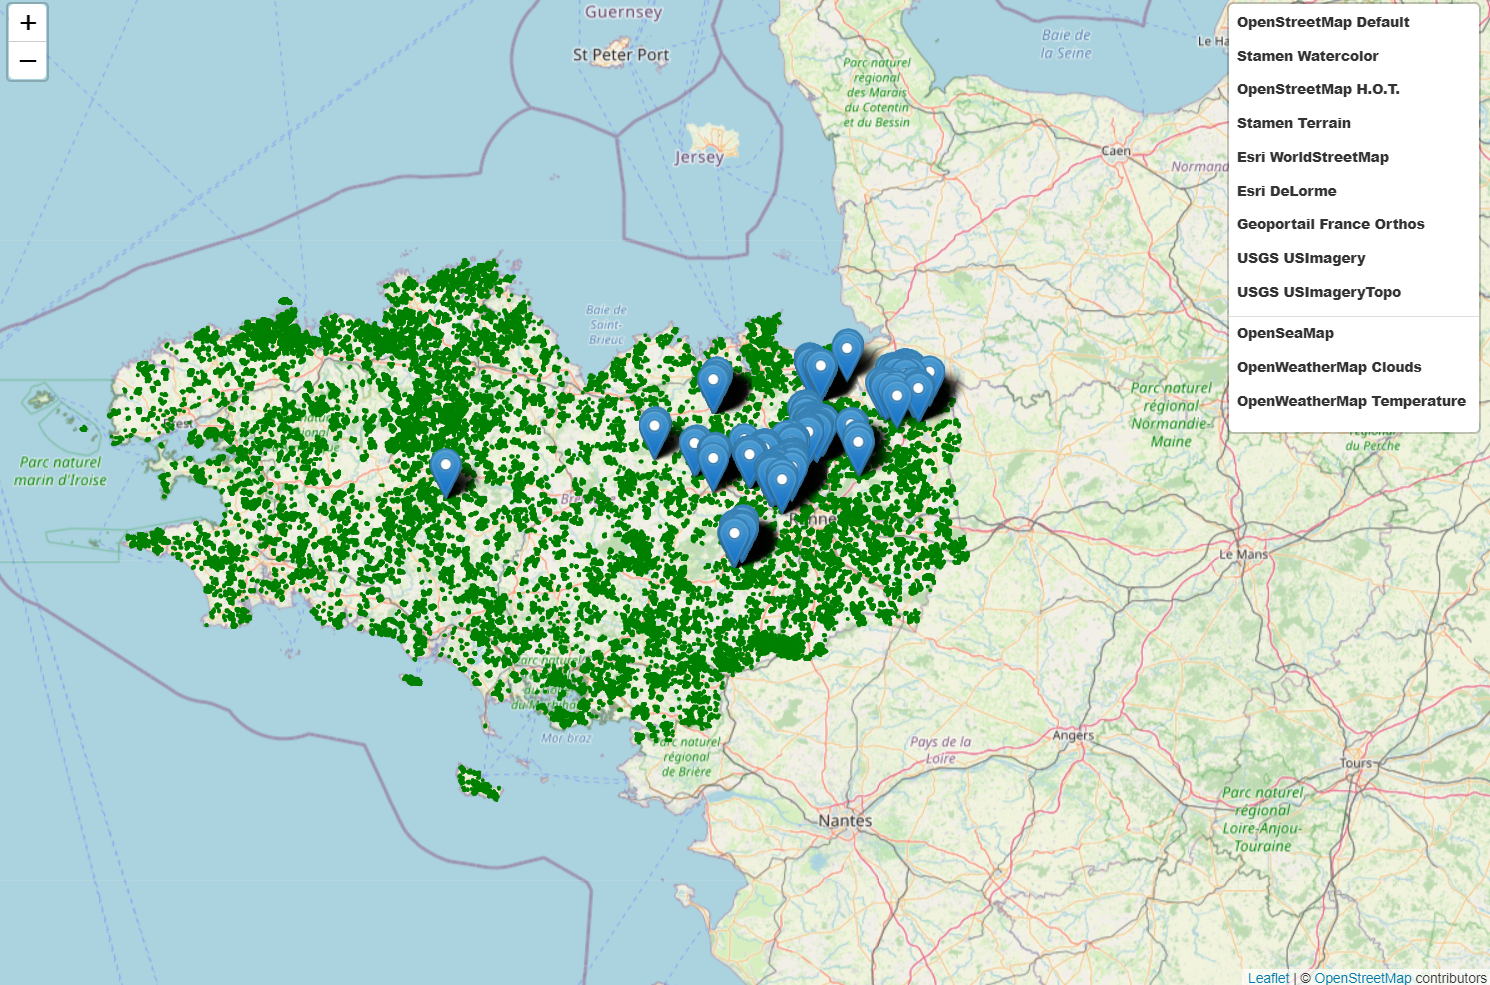 +
−
Guernsey
St Peter Port
Jersey
Baie de
la Seine
Parc naturel
régional
des Marais
du Cotentin
et du Bessin
Caen
Baie de
Saint-
Brieuc
Parc naturel
marin d'Iroise
Parc naturel
régional
Normandie-
Maine
du Perche
Le Mans
Mor braz
Parc naturel
régional
de Brière
Pays de la
Loire
Angers
Tours
Nantes
Parc naturel
régional
Loire-Anjou-
Touraine
OpenStreetMap Default
Stamen Watercolor
OpenStreetMap H.O.T.
Stamen Terrain
Esri WorldStreetMap
Esri DeLorme
Geoportail France Orthos
USGS USImagery
USGS USImageryTopo
OpenSeaMap
OpenWeatherMap Clouds
OpenWeatherMap Temperature
Leaflet | © OpenStreetMap contributors